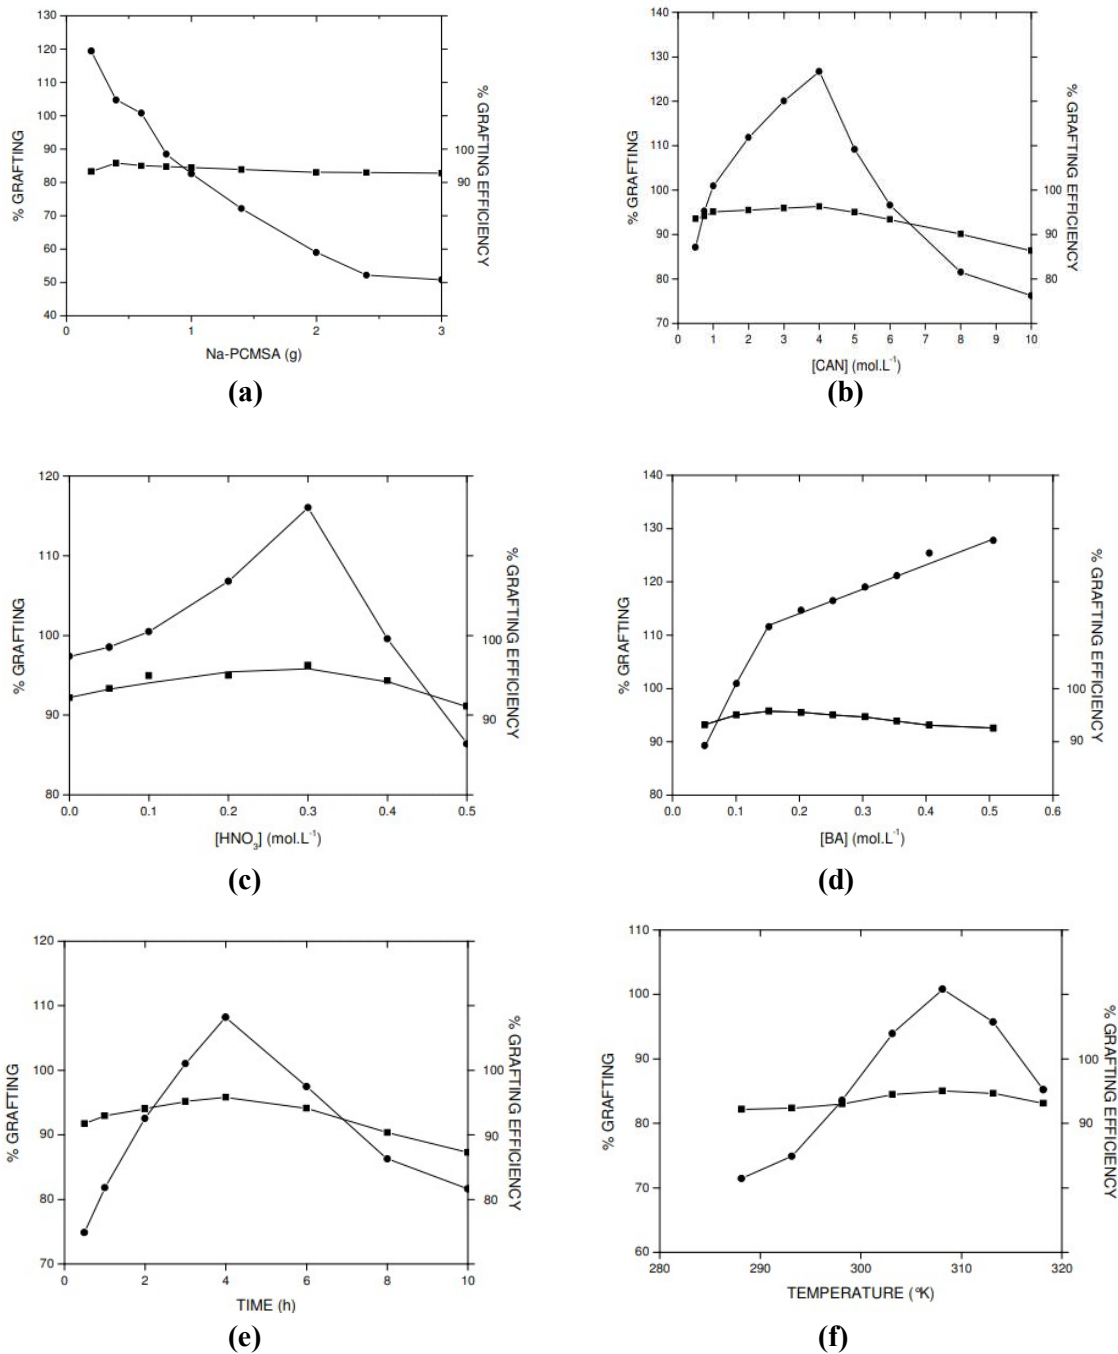 130
120
110
100
90
80
70
60
50
40
% GRAFTING
100
90
% GRAFTING EFFICIENCY
0 1 2 3
Na-PCMSA (g)
(a)
140
130
120
110
100
90
80
70
% GRAFTING
100
90
80
% GRAFTING EFFICIENCY
0 1 2 3 4 5 6 7 8 9 10
[CAN] (mol.L⁻¹)
(b)
120
110
100
90
80
% GRAFTING
100
90
% GRAFTING EFFICIENCY
0.0 0.1 0.2 0.3 0.4 0.5
[HNO₃] (mol.L⁻¹)
(c)
140
130
120
110
100
90
80
% GRAFTING
100
90
% GRAFTING EFFICIENCY
0.0 0.1 0.2 0.3 0.4 0.5 0.6
[BA] (mol.L⁻¹)
(d)
120
110
100
90
80
70
% GRAFTING
100
90
80
% GRAFTING EFFICIENCY
0 2 4 6 8 10
TIME (h)
(e)
110
100
90
80
70
60
% GRAFTING
100
90
% GRAFTING EFFICIENCY
280 290 300 310 320
TEMPERATURE (°K)
(f)